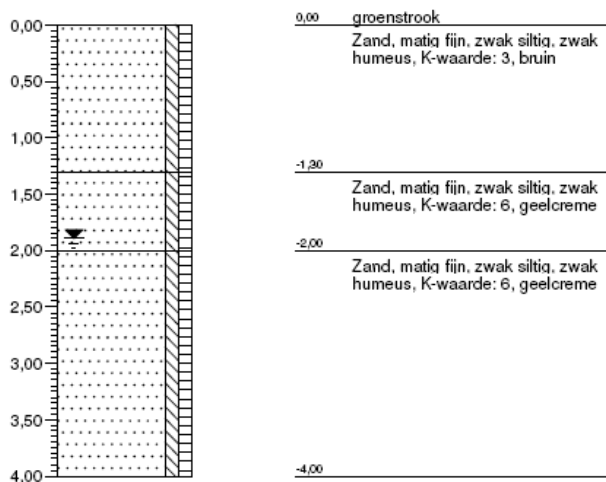 0,00
0,50
1,00
1,50
2,00
2,50
3,00
3,50
4,00
0,00 groenstrook
Zand, matig fijn, zwak siltig, zwak
humeus, K-waarde: 3, bruin
-1,30
Zand, matig fijn, zwak siltig, zwak
humeus, K-waarde: 6, geelcreme
-2,00
Zand, matig fijn, zwak siltig, zwak
humeus, K-waarde: 6, geelcreme
-4,00